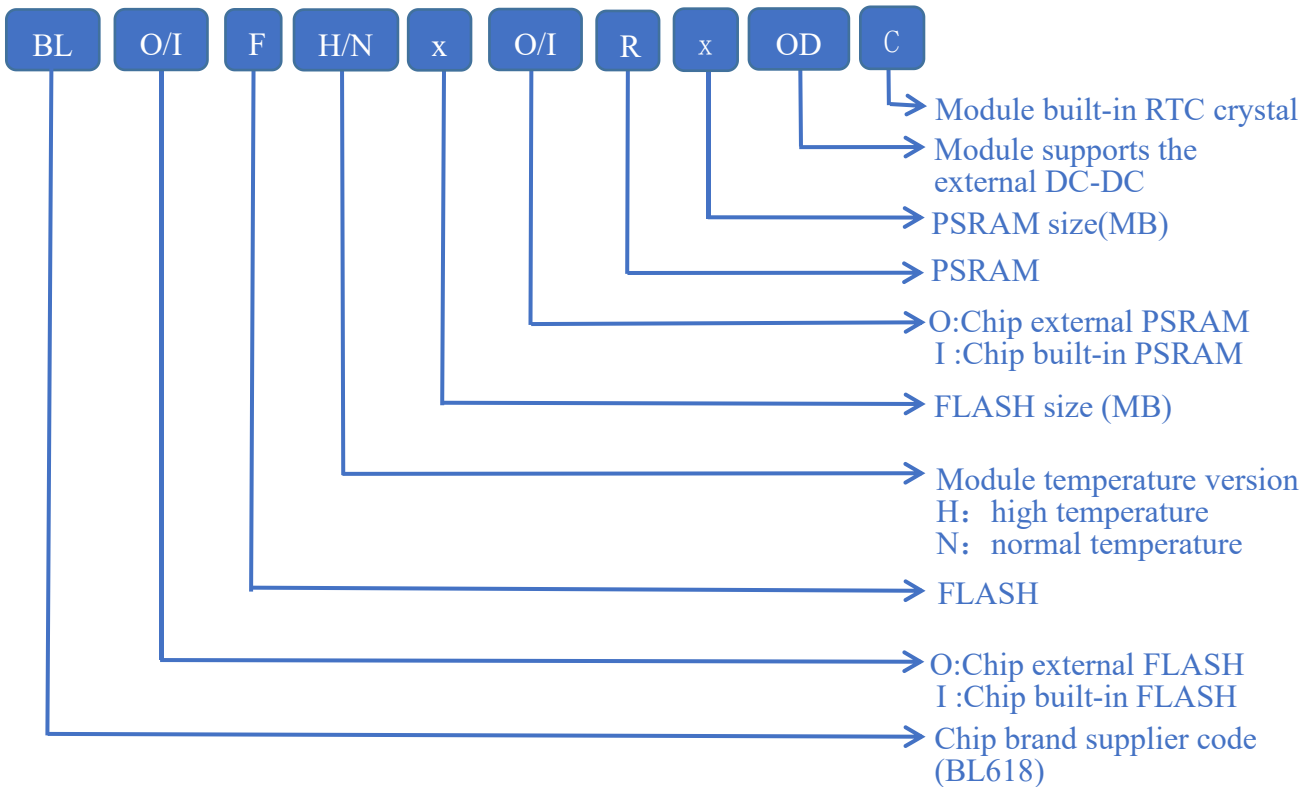 BL O/I F H/N x O/I R x OD C
Module built-in RTC crystal
Module supports the
external DC-DC
PSRAM size(MB)
PSRAM
O:Chip external PSRAM
I :Chip built-in PSRAM
FLASH size (MB)
Module temperature version
H： high temperature
N： normal temperature
FLASH
O:Chip external FLASH
I :Chip built-in FLASH
Chip brand supplier code
(BL618)